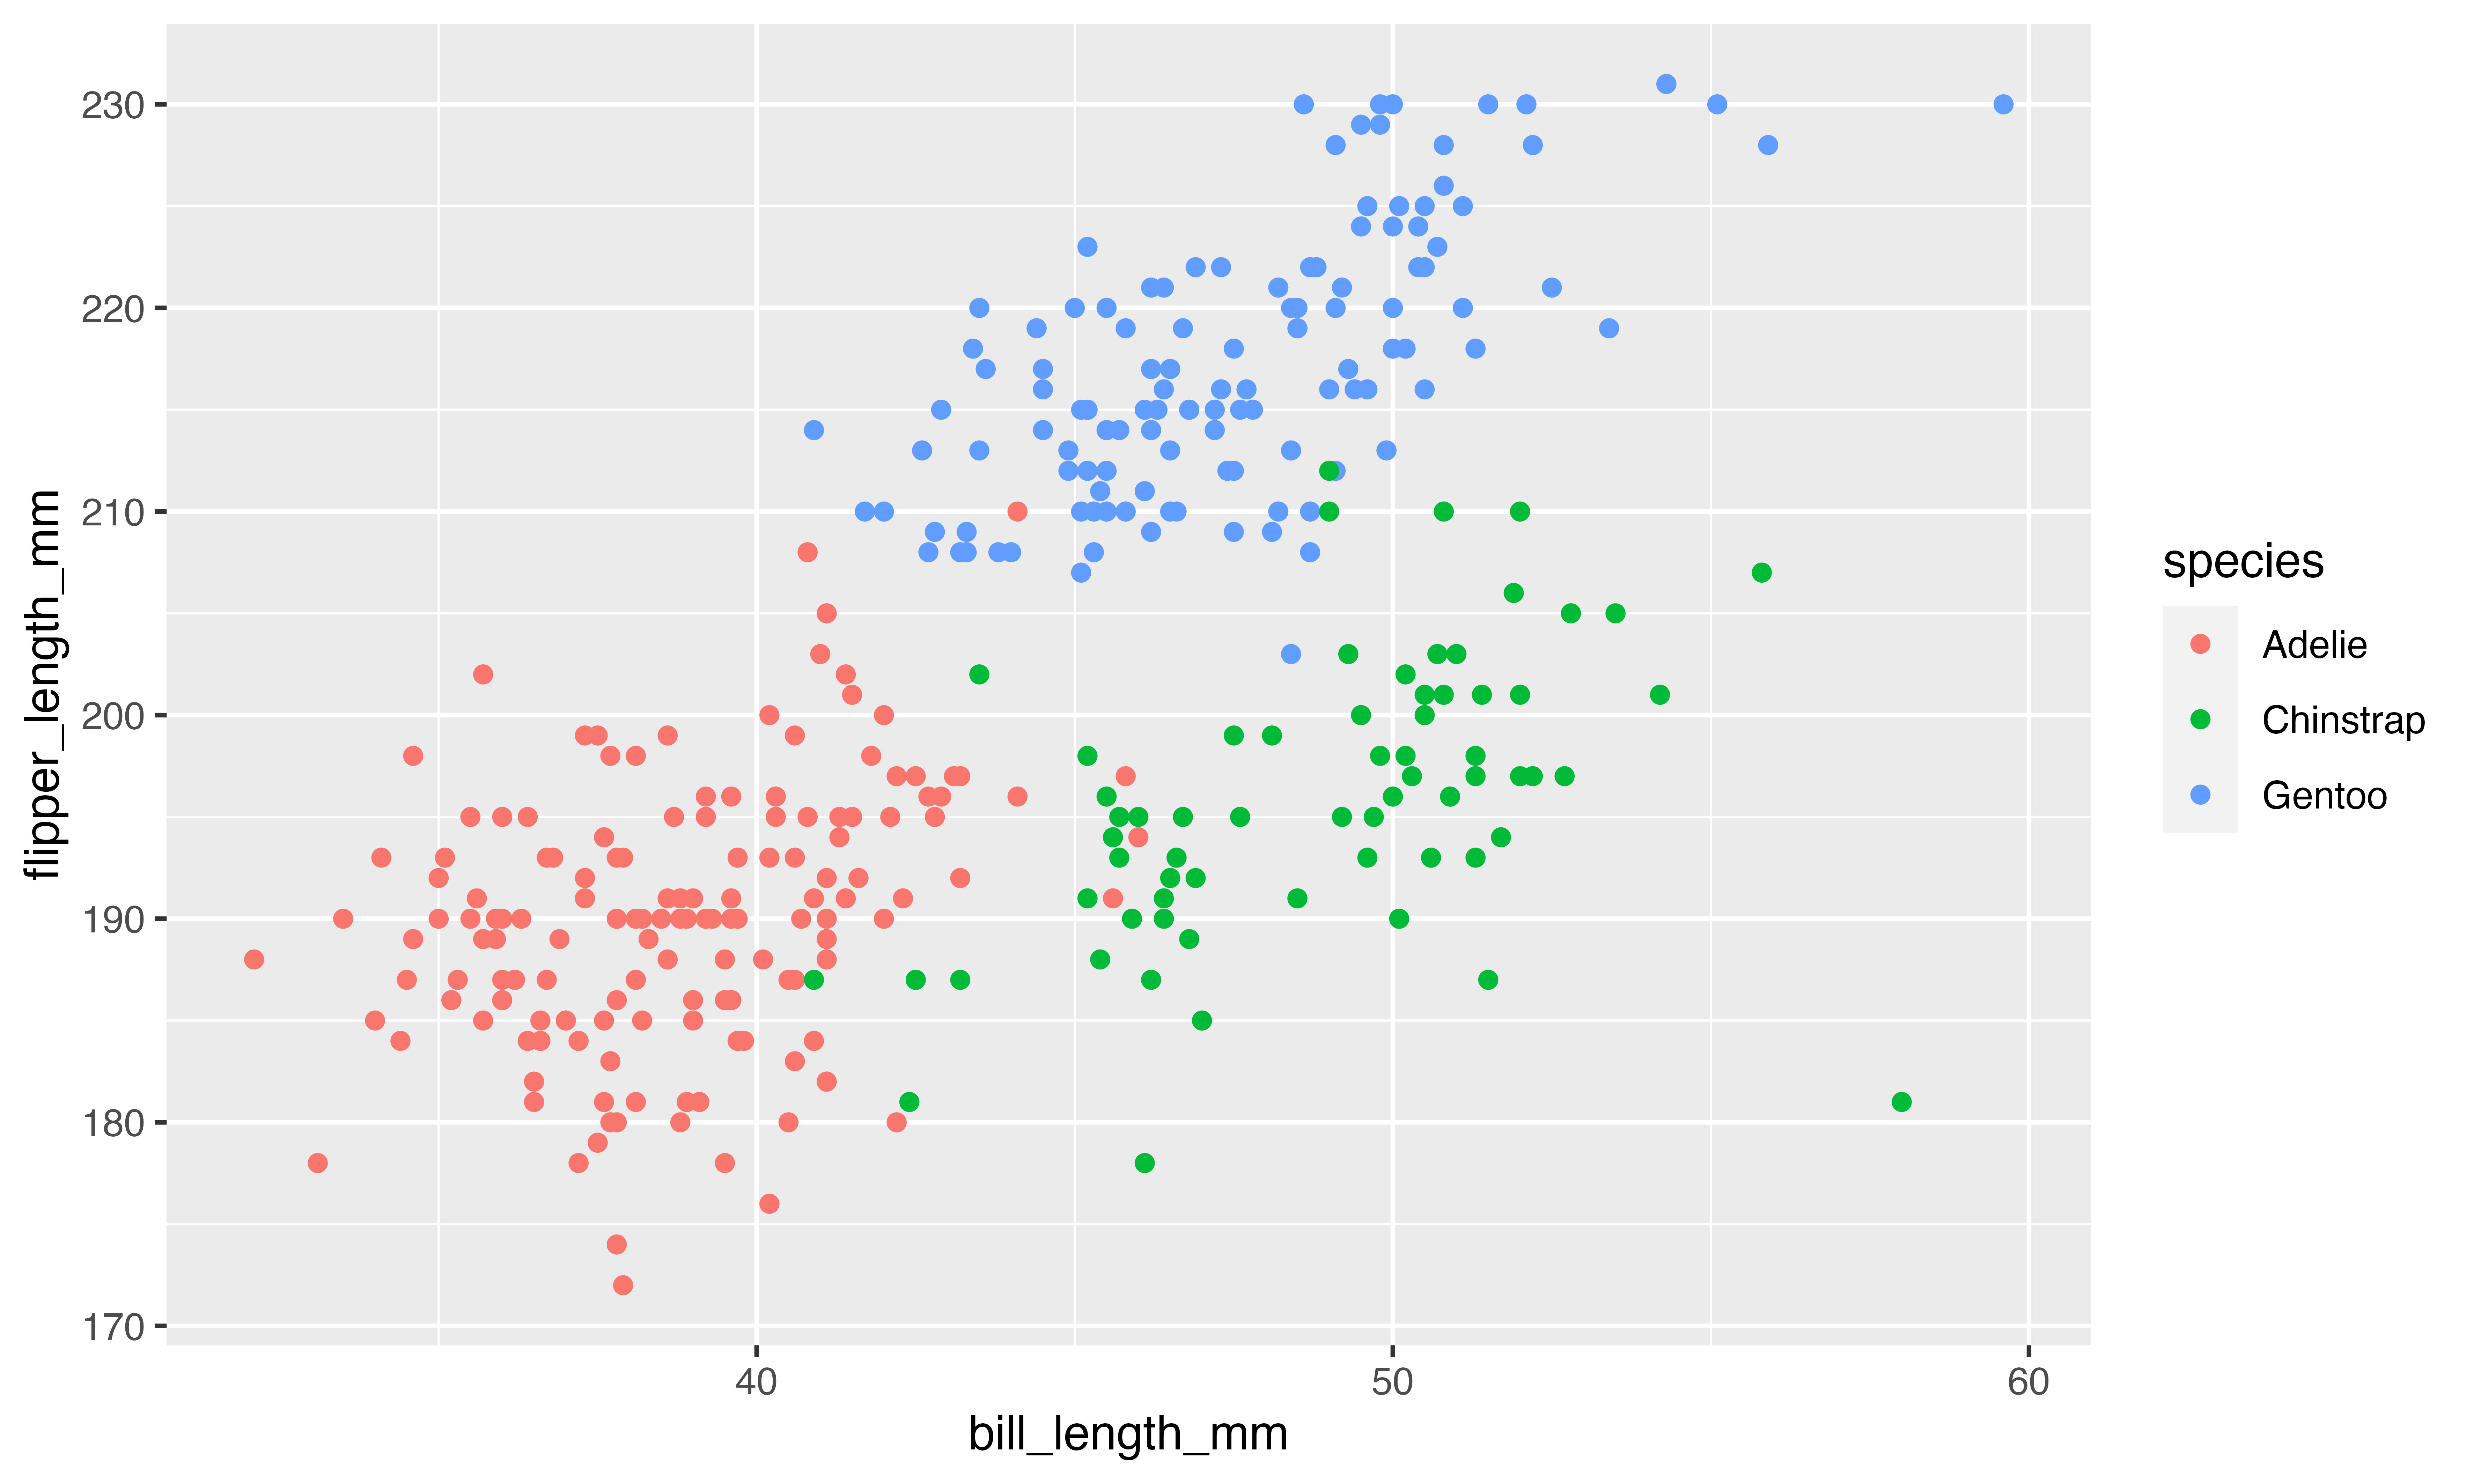 230
220
210
200
190
180
170
flipper_length_mm
40 50 60
bill_length_mm
species
Adelie
Chinstrap
Gentoo